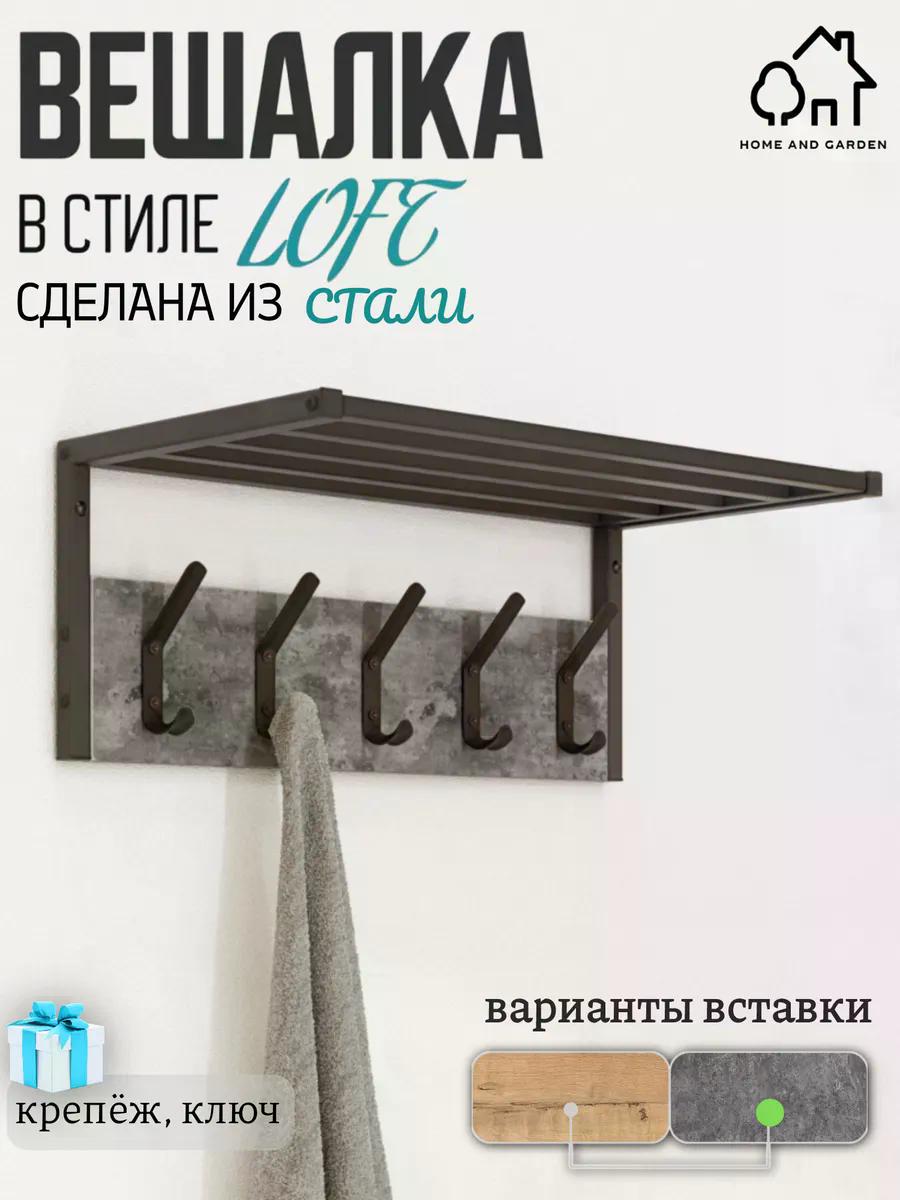 ВЕШАЛКА
HOME AND GARDEN
В СТИЛЕ LOFT
СДЕЛАНА ИЗ стали
варианты вставки
крепёж, ключ